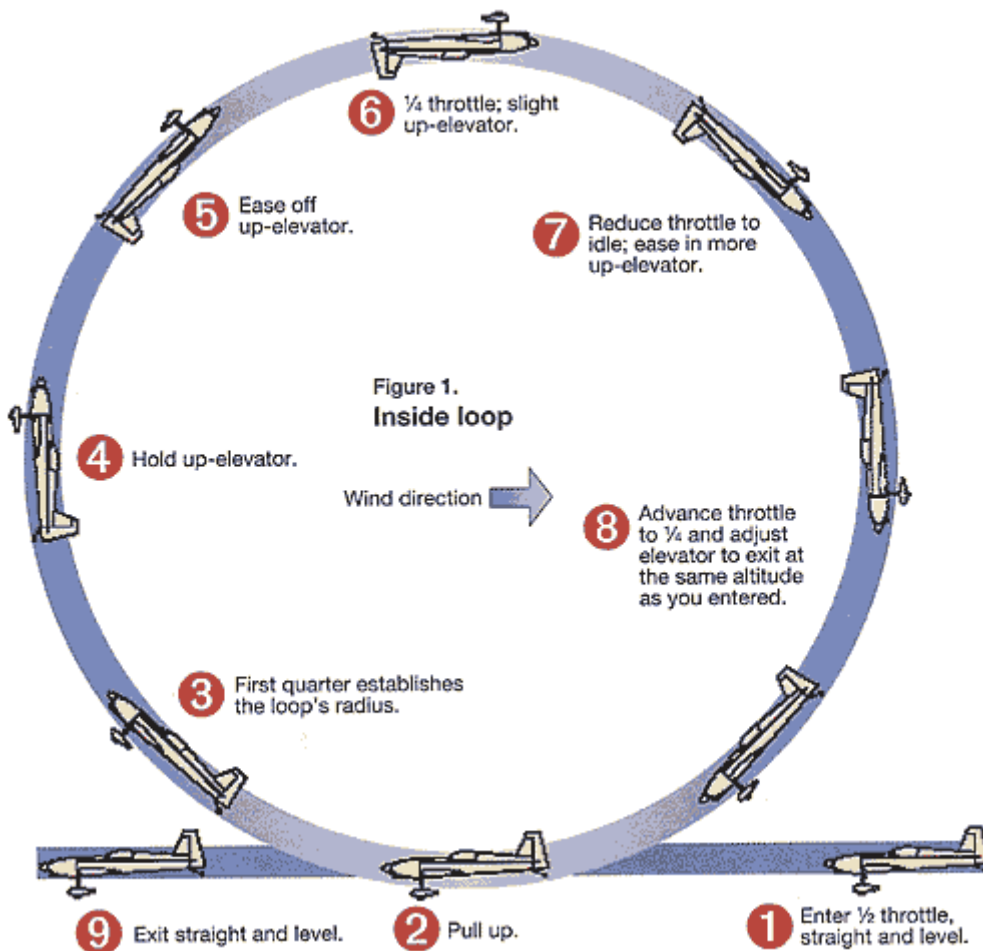 6 ¼ throttle; slight
up-elevator.
5 Ease off
up-elevator.
7 Reduce throttle to
idle; ease in more
up-elevator.
Figure 1.
Inside loop
4 Hold up-elevator.
Wind direction
8 Advance throttle
to ¼ and adjust
elevator to exit at
the same altitude
as you entered.
3 First quarter establishes
the loop's radius.
9 Exit straight and level.
2 Pull up.
1 Enter ½ throttle,
straight and level.